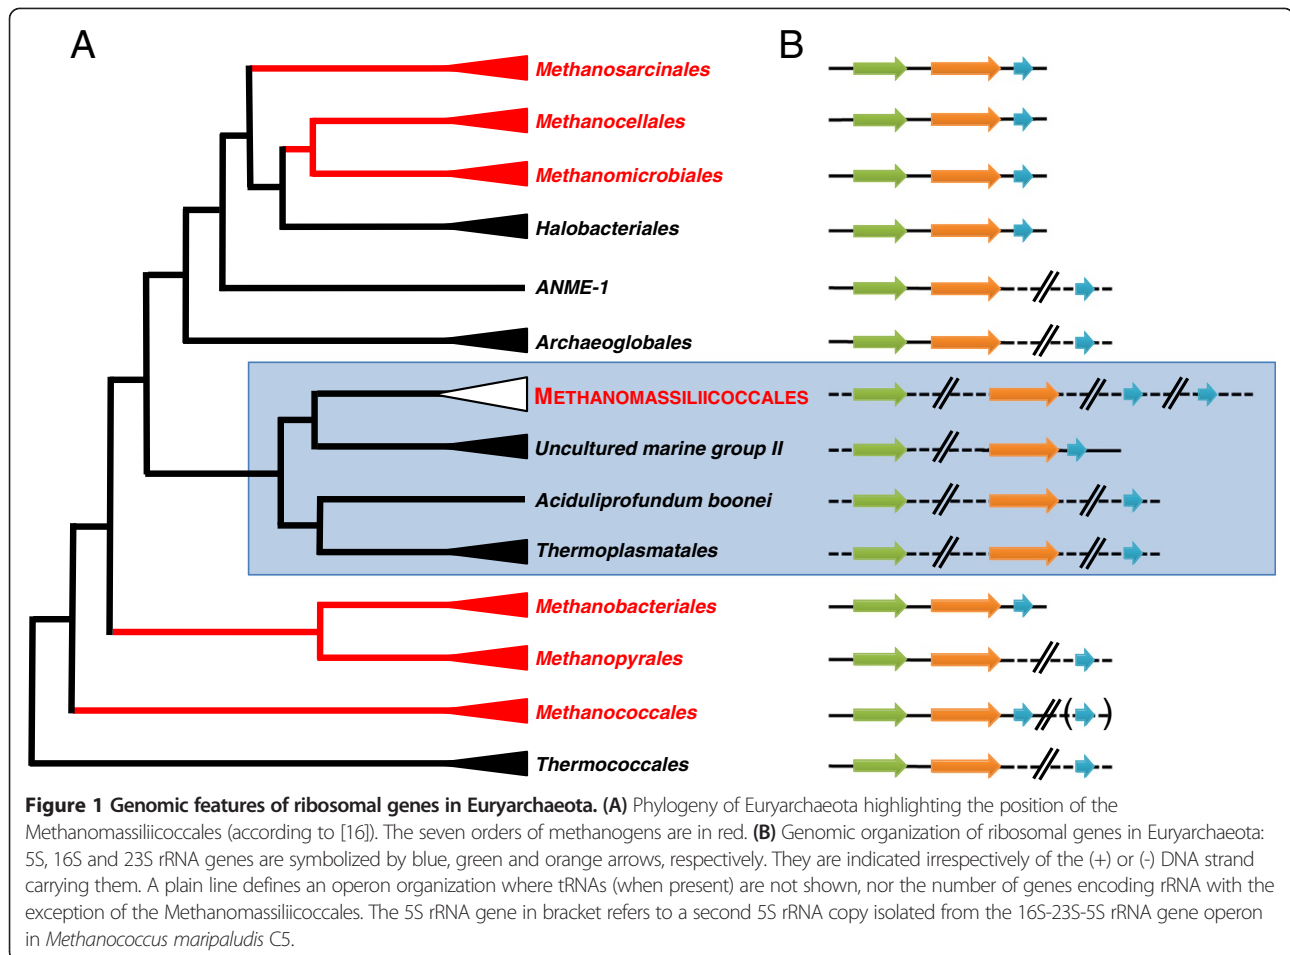 A
B
Methanosarcinales
Methanocellales
Methanomicrobiales
Halobacteriales
ANME-1
Archaeoglobales
METHANOMASSILIICOCCALES
Uncultured marine group II
Aciduliprofundum boonei
Thermoplasmatales
Methanobacteriales
Methanopyrales
Methanococcales
( )
Thermococcales
Figure 1 Genomic features of ribosomal genes in Euryarchaeota. (A) Phylogeny of Euryarchaeota highlighting the position of the
Methanomassiliicoccales (according to [16]). The seven orders of methanogens are in red. (B) Genomic organization of ribosomal genes in Euryarchaeota:
5S, 16S and 23S rRNA genes are symbolized by blue, green and orange arrows, respectively. They are indicated irrespectively of the (+) or (-) DNA strand
carrying them. A plain line defines an operon organization where tRNAs (when present) are not shown, nor the number of genes encoding rRNA with the
exception of the Methanomassiliicoccales. The 5S rRNA gene in bracket refers to a second 5S rRNA copy isolated from the 16S-23S-5S rRNA gene operon
in Methanococcus maripaludis C5.